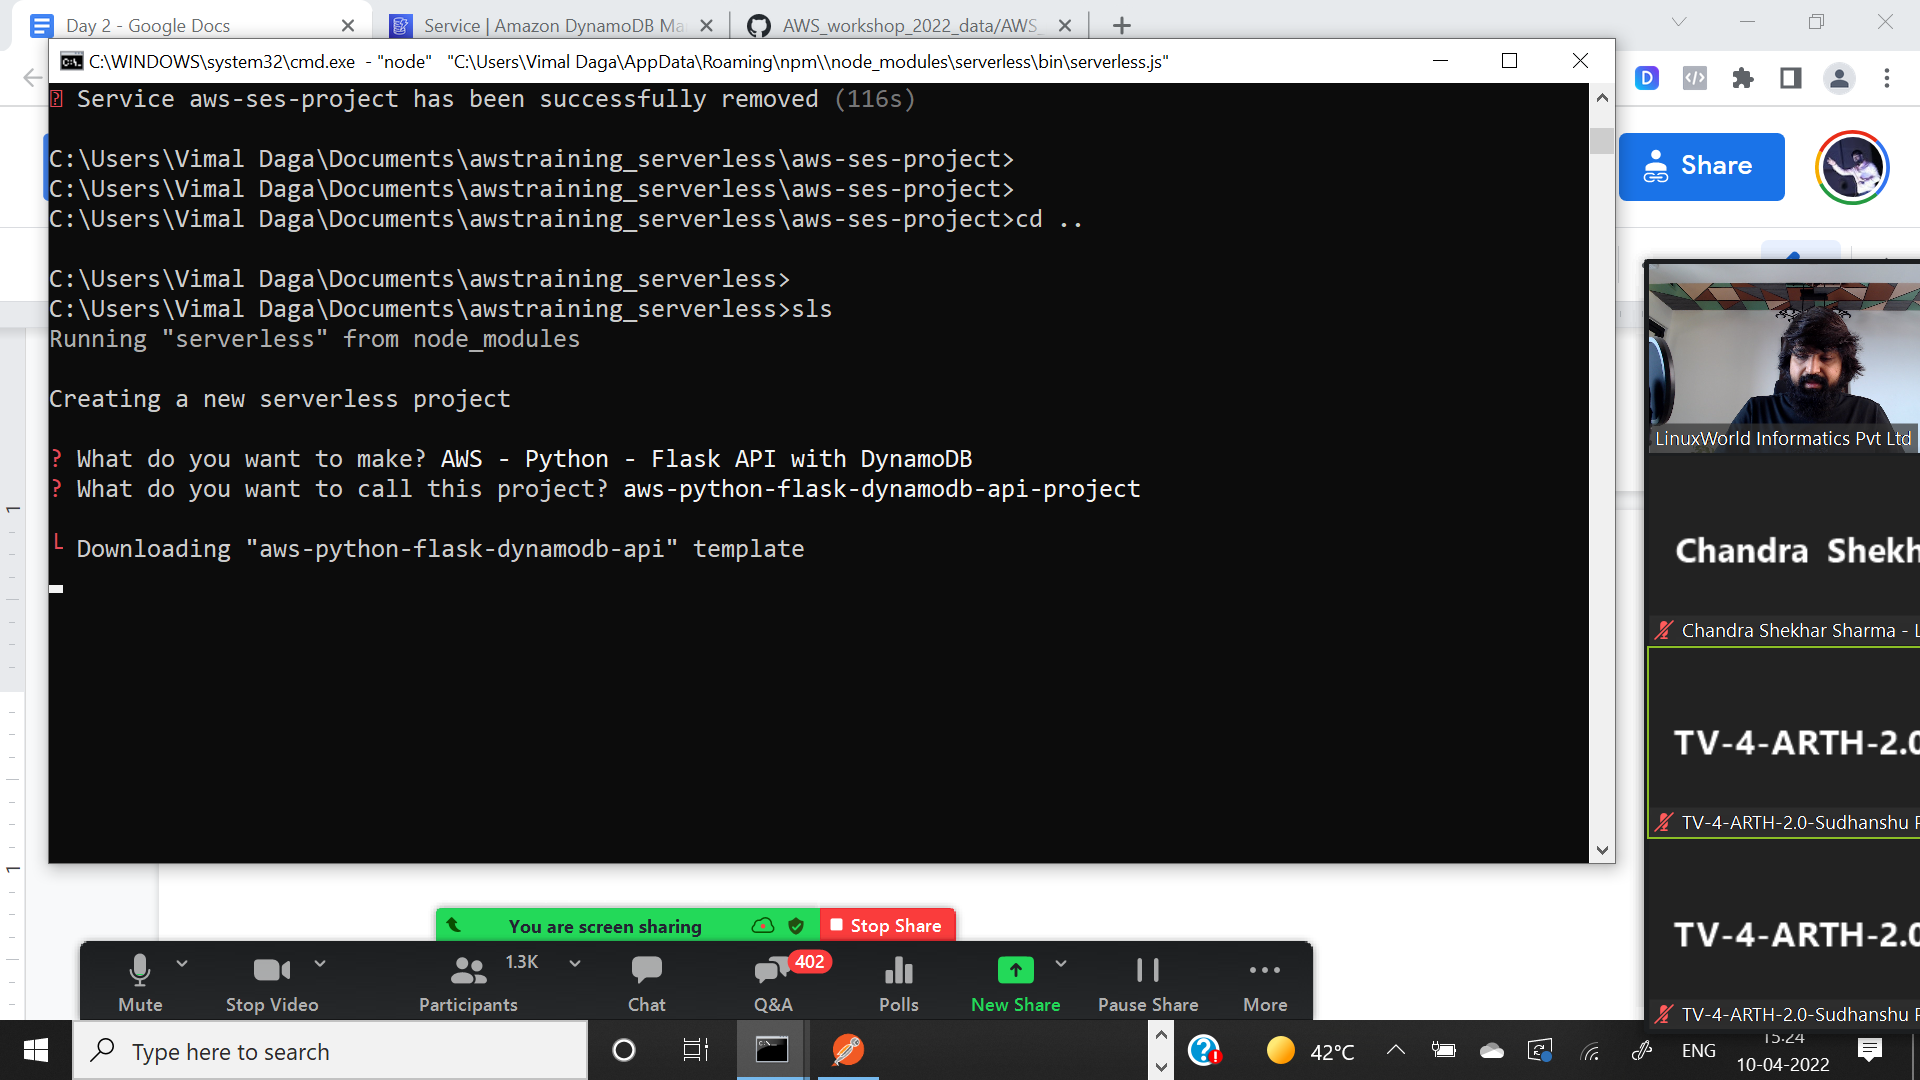 Day 2 - Google Docs
Service | Amazon DynamoDB Ma
AWS_workshop_2022_data/AWS_
C:\WINDOWS\system32\cmd.exe - "node" "C:\Users\Vimal Daga\AppData\Roaming\npm\\node_modules\serverless\bin\serverless.js"
Service aws-ses-project has been successfully removed (116s)
C:\Users\Vimal Daga\Documents\awstraining_serverless\aws-ses-project>
C:\Users\Vimal Daga\Documents\awstraining_serverless\aws-ses-project>
C:\Users\Vimal Daga\Documents\awstraining_serverless\aws-ses-project>cd ..
C:\Users\Vimal Daga\Documents\awstraining_serverless>
C:\Users\Vimal Daga\Documents\awstraining_serverless>sls
Running "serverless" from node_modules
Creating a new serverless project
? What do you want to make? AWS - Python - Flask API with DynamoDB
? What do you want to call this project? aws-python-flask-dynamodb-api-project
Downloading "aws-python-flask-dynamodb-api" template
Share
LinuxWorld Informatics Pvt Ltd
Chandra Shekh
Chandra Shekhar Sharma - L
TV-4-ARTH-2.0
TV-4-ARTH-2.0-Sudhanshu P
TV-4-ARTH-2.0
TV-4-ARTH-2.0-Sudhanshu P
1
1
You are screen sharing
Stop Share
Mute
Stop Video
1.3K
Participants
Chat
402
Q&A
Polls
New Share
Pause Share
More
Type here to search
42°C
ENG
15:24
10-04-2022